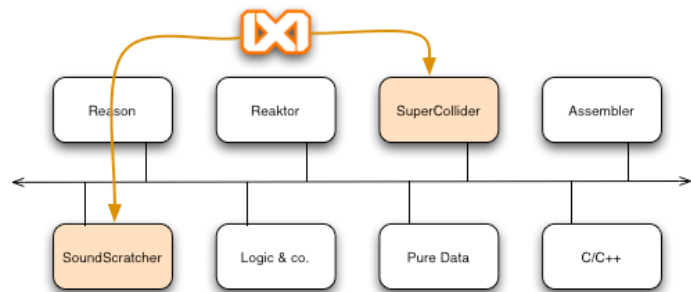 Reason
Reaktor
SuperCollider
Assembler
SoundScratcher
Logic & co.
Pure Data
C/C++